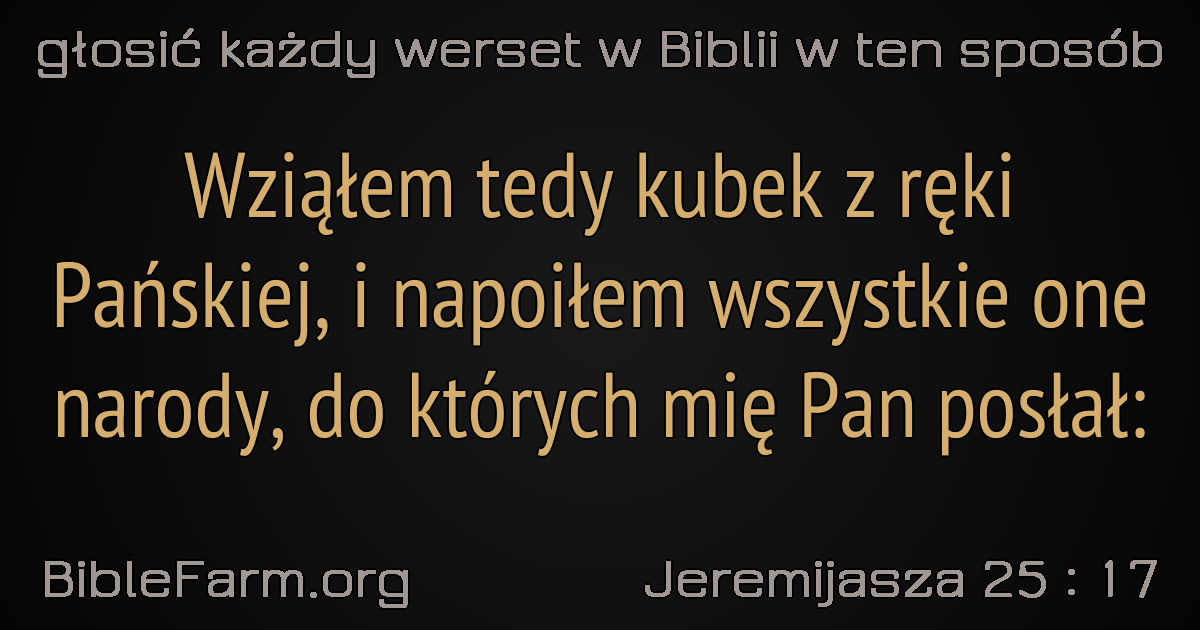 głosić każdy werset w Biblii w ten sposób
Wziąłem tedy kubek z ręki
Pańskiej, i napoiłem wszystkie one
narody, do których mię Pan posłał:
BibleFarm.org
Jeremijasza 25 : 17